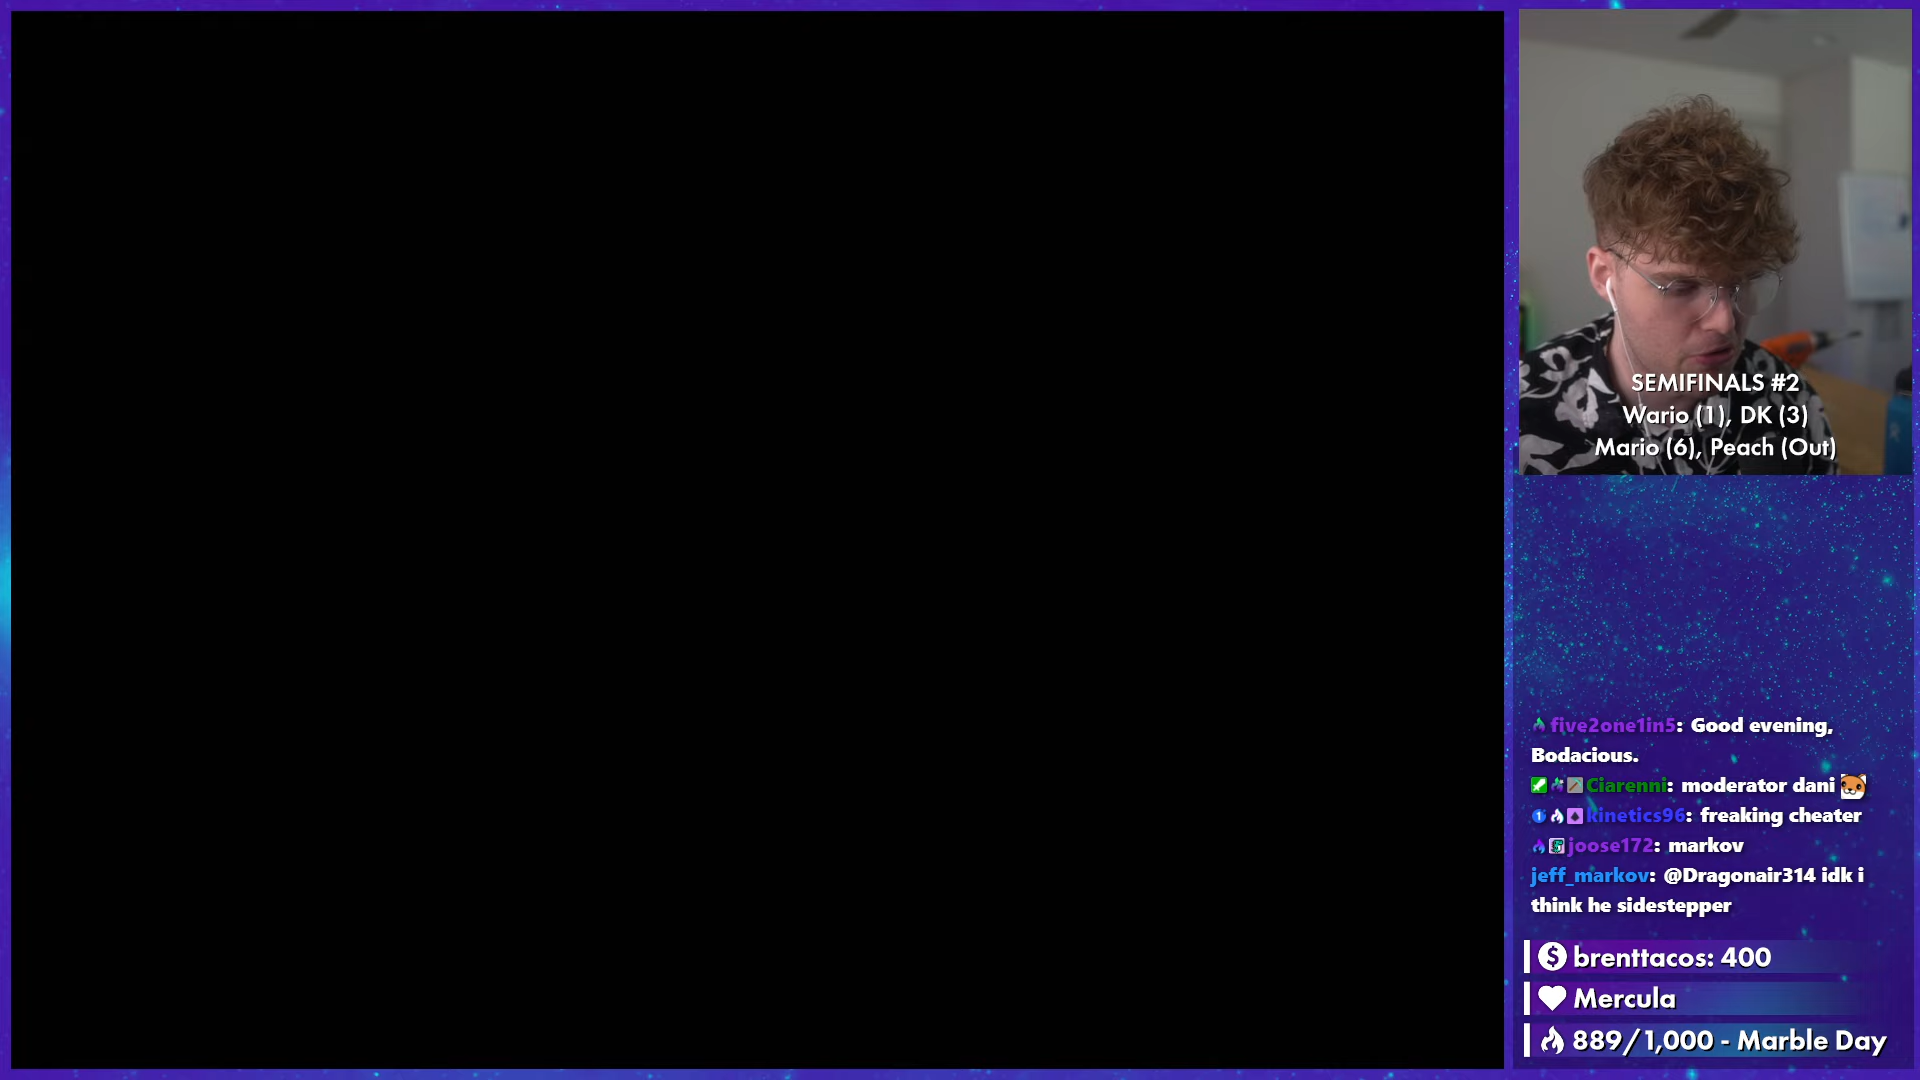 SEMIFINALS #2
Wario (1), DK (3)
Mario (6), Peach (Out)
five2one1in5: Good evening,
Bodacious.
Ciarenni: moderator dani
kinetics96: freaking cheater
joose172: markov
jeff_markov: @Dragonair314 idk i
think he sidestepper
brenttacos: 400
Mercula
889/1,000 - Marble Day